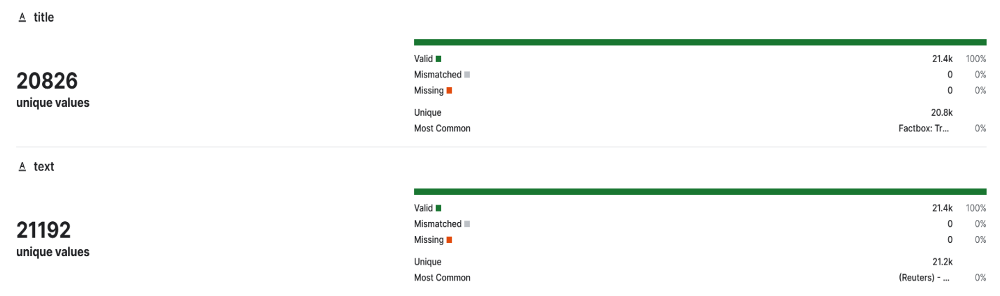 A title
20826
unique values
Valid 21.4k 100%
Mismatched 0 0%
Missing 0 0%
Unique 20.8k
Most Common Factbox: Tr... 0%
A text
21192
unique values
Valid 21.4k 100%
Mismatched 0 0%
Missing 0 0%
Unique 21.2k
Most Common (Reuters) - ... 0%